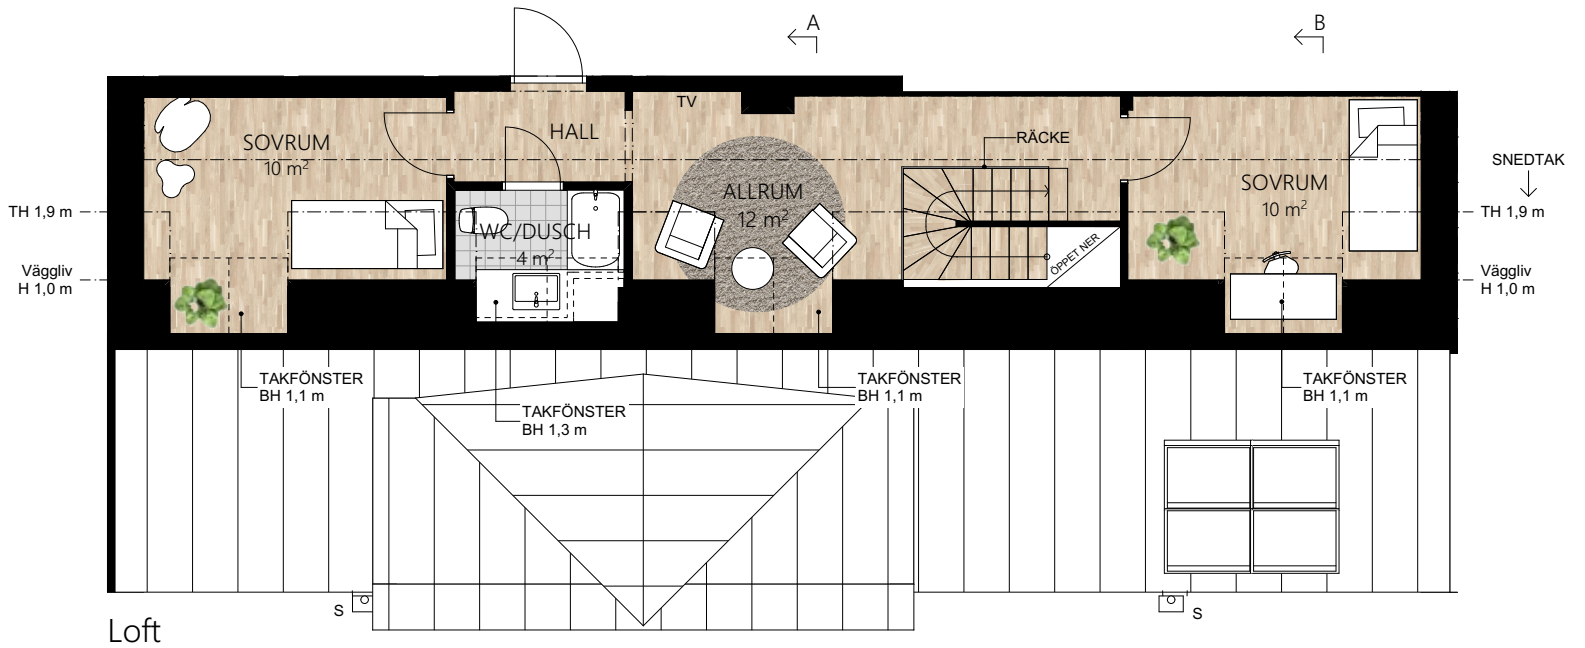 A
B
TV
HALL
SOVRUM
10 m²
RÄCKE
SNEDTAK
ALLRUM
12 m²
SOVRUM
10 m²
TH 1,9 m
TH 1,9 m
WC/DUSCH
4 m²
ÖPPET NER
Väggliv
H 1,0 m
Väggliv
H 1,0 m
TAKFÖNSTER
BH 1,1 m
TAKFÖNSTER
BH 1,3 m
TAKFÖNSTER
BH 1,1 m
TAKFÖNSTER
BH 1,1 m
S
S
Loft